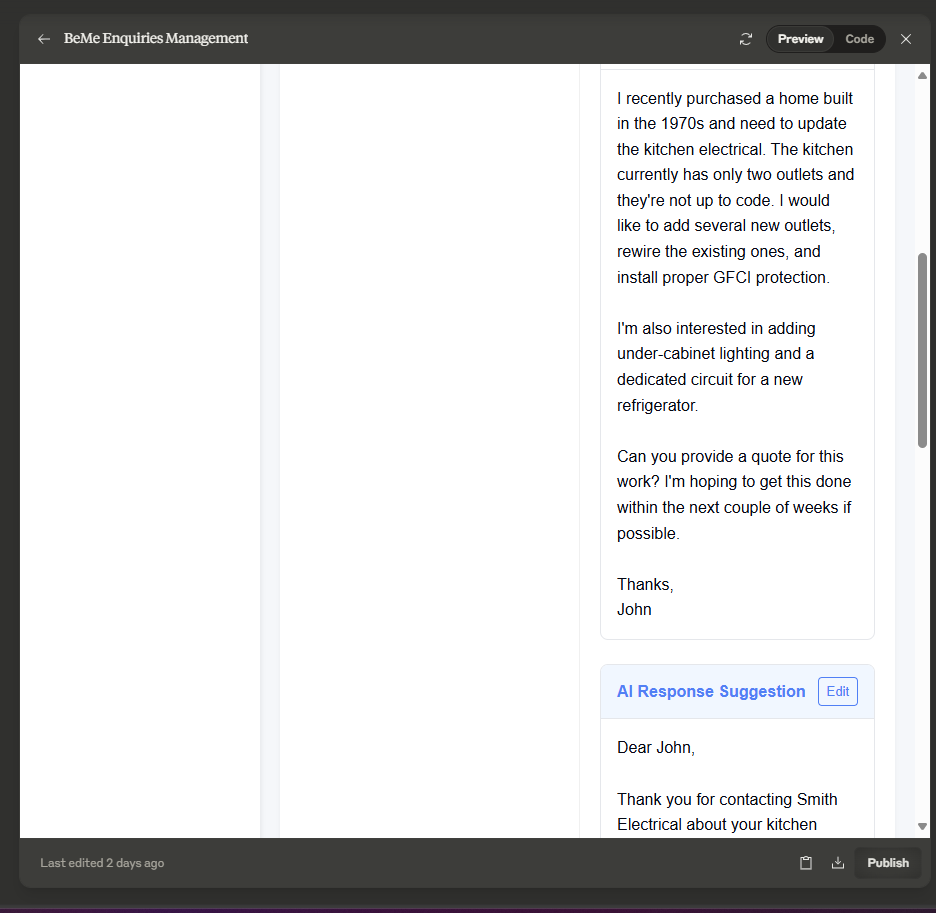 BeMe Enquiries Management
Preview
Code
I recently purchased a home built
in the 1970s and need to update
the kitchen electrical. The kitchen
currently has only two outlets and
they're not up to code. I would
like to add several new outlets,
rewire the existing ones, and
install proper GFCI protection.
I'm also interested in adding
under-cabinet lighting and a
dedicated circuit for a new
refrigerator.
Can you provide a quote for this
work? I'm hoping to get this done
within the next couple of weeks if
possible.
Thanks,
John
AI Response Suggestion
Edit
Dear John,
Thank you for contacting Smith
Electrical about your kitchen
Last edited 2 days ago
Publish